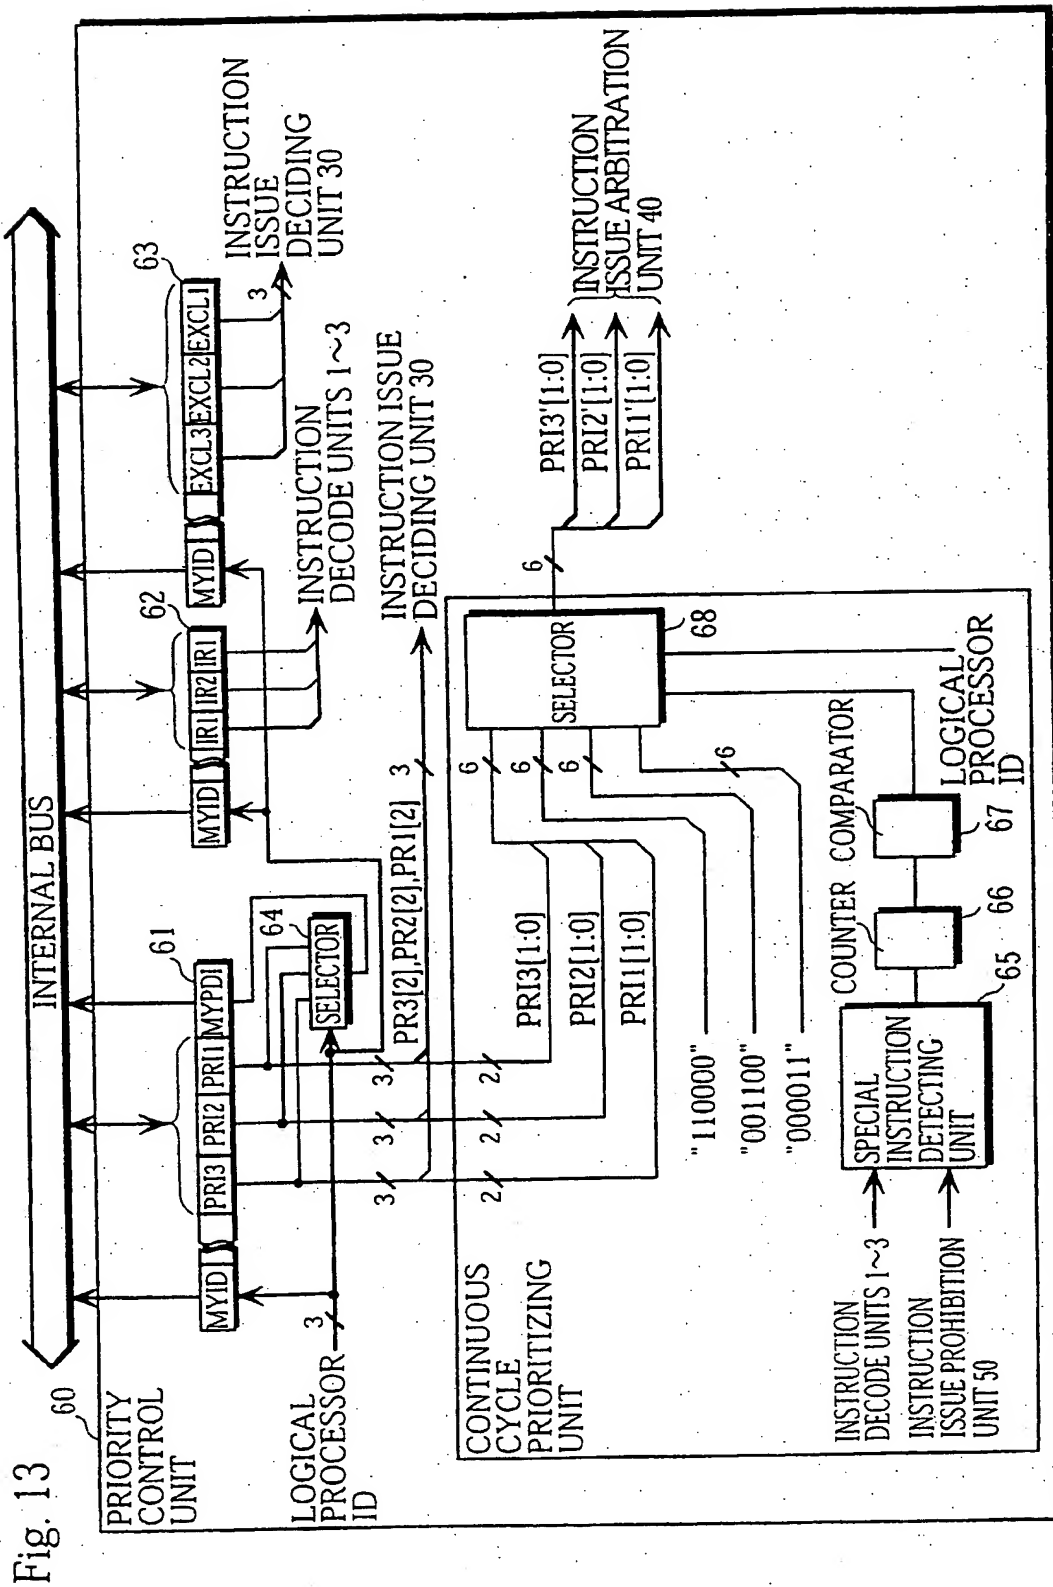 Fig. 13
INTERNAL BUS
60
PRIORITY
CONTROL
UNIT
MYID
PRI3
PRI2
PRI1
MYPDI
61
MYID
IR1
IR2
IR1
62
MYID
EXCL3
EXCL2
EXCL1
63
3
INSTRUCTION
ISSUE
DECIDING
UNIT 30
LOGICAL
PROCESSOR
ID
3
SELECTOR
64
INSTRUCTION
DECODE UNITS 1~3
3
3
3
PR3[2],PR2[2],PR1[2]
3
INSTRUCTION ISSUE
DECIDING UNIT 30
2
2
2
CONTINUOUS
CYCLE
PRIORITIZING
UNIT
PRI3[1:0]
PRI2[1:0]
PRI1[1:0]
"110000"
"001100"
"000011"
6
6
6
6
SELECTOR
68
6
PRI3'[1:0]
PRI2'[1:0]
PRI1'[1:0]
INSTRUCTION
ISSUE ARBITRATION
UNIT 40
INSTRUCTION
DECODE UNITS 1~3
INSTRUCTION
ISSUE PROHIBITION
UNIT 50
SPECIAL
INSTRUCTION
DETECTING
UNIT
65
COUNTER
66
COMPARATOR
67
LOGICAL
PROCESSOR
ID